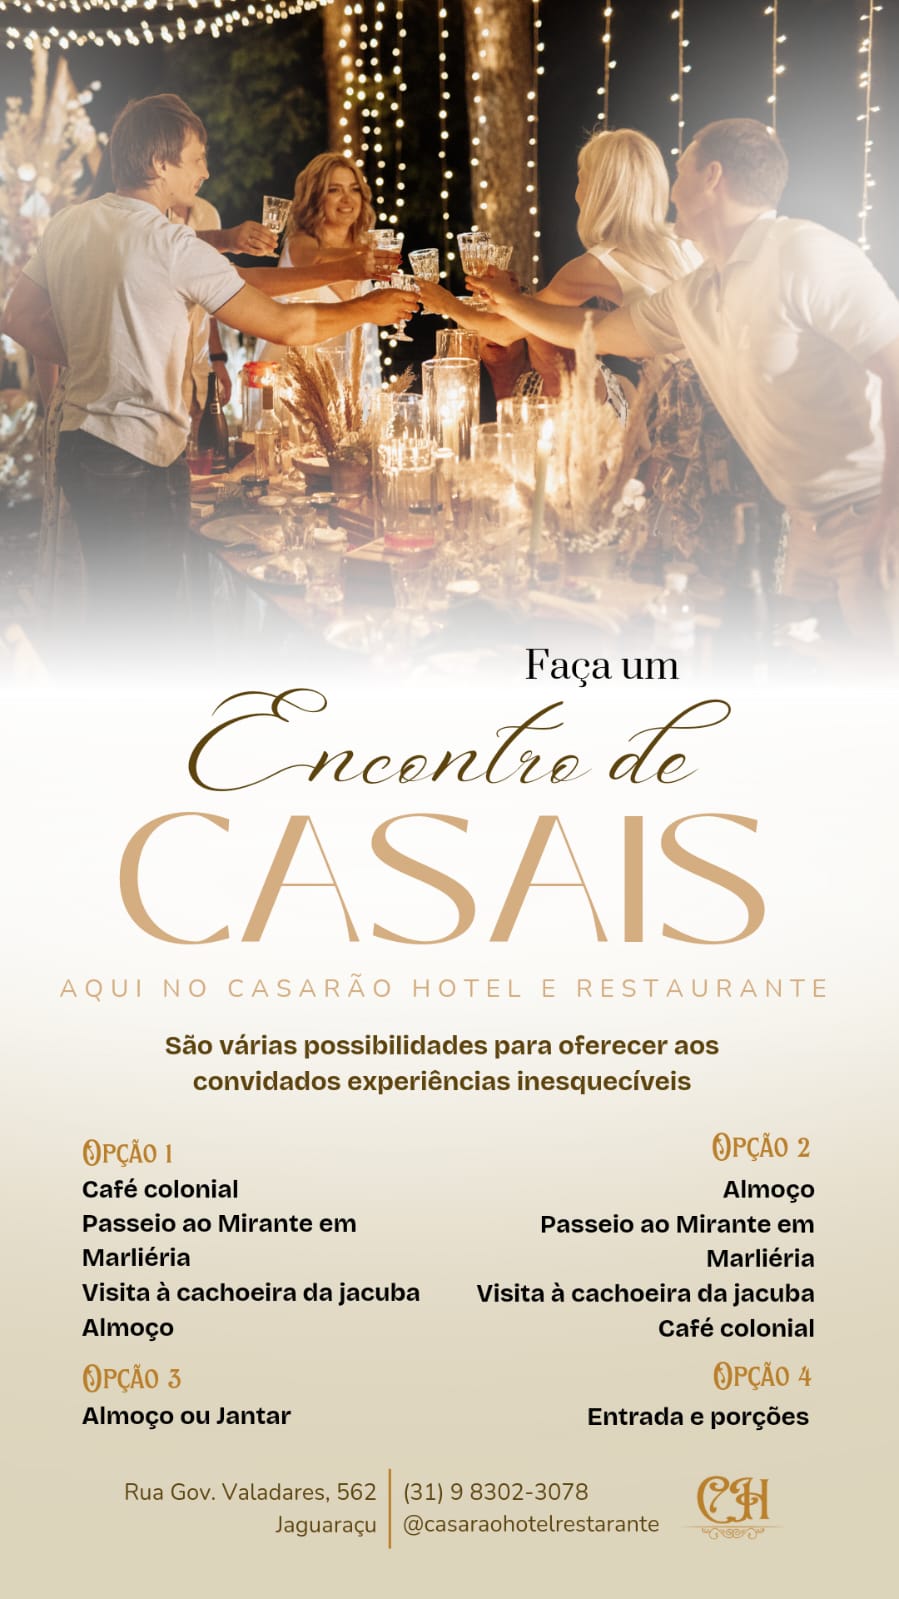 Faça um
Encontro de
CASAIS
AQUI NO CASARÃO HOTEL E RESTAURANTE
São várias possibilidades para oferecer aos
convidados experiências inesquecíveis
Opção 1
Café colonial
Passeio ao Mirante em
Marliéria
Visita à cachoeira da jacuba
Almoço
Opção 2
Almoço
Passeio ao Mirante em
Marliéria
Visita à cachoeira da jacuba
Café colonial
Opção 3
Almoço ou Jantar
Opção 4
Entrada e porções
Rua Gov. Valadares, 562
Jaguaraçu
(31) 9 8302-3078
@casaraohotelrestarante
CH